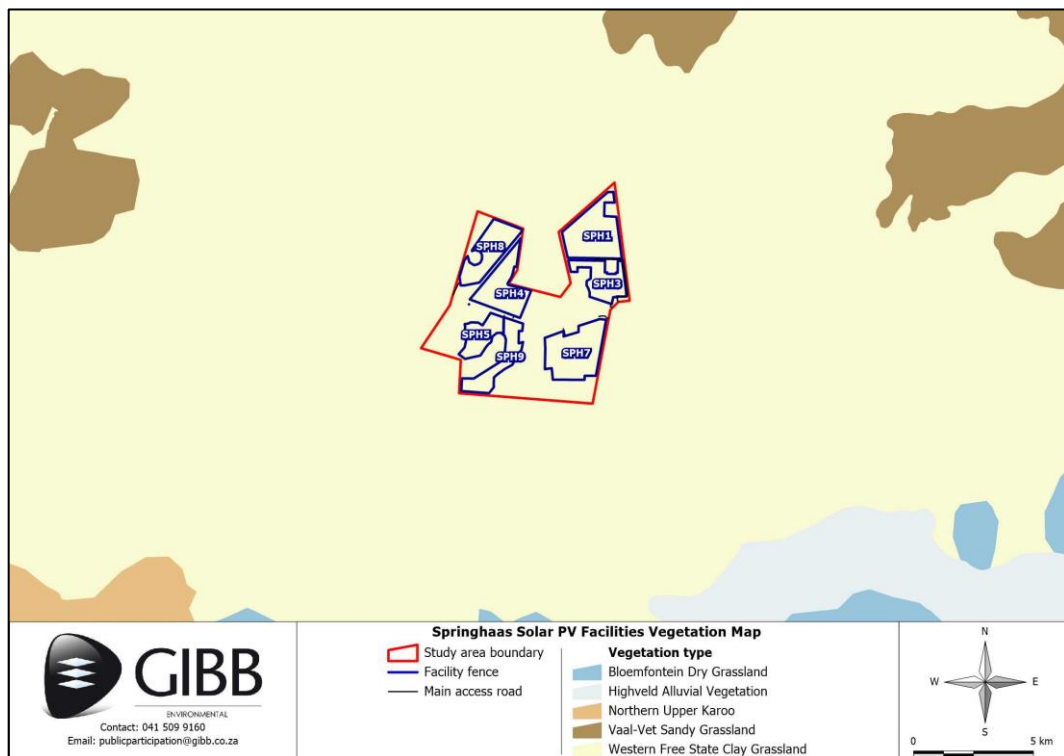 SPH1
SPH8
SPH3
SPH4
SPH5
SPH9
SPH7
GIBB
ENVIRONMENTAL
Contact: 041 509 9160
Email: publicparticipation@gibb.co.za
Springhaas Solar PV Facilities Vegetation Map
Study area boundary
Facility fence
Main access road
Vegetation type
Bloemfontein Dry Grassland
Highveld Alluvial Vegetation
Northern Upper Karoo
Vaal-Vet Sandy Grassland
Western Free State Clay Grassland
N
W E
S
0 5 km